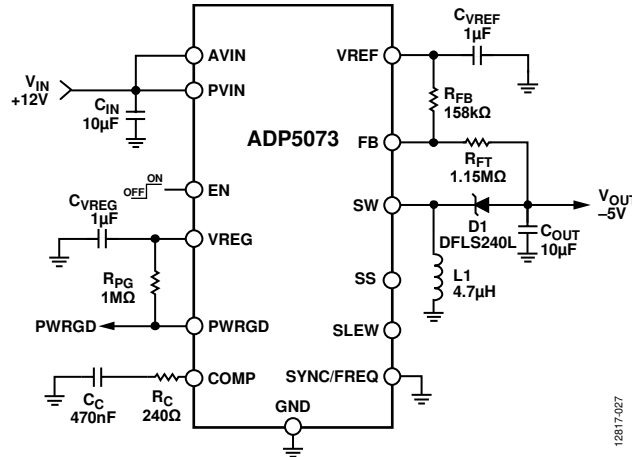 CVREF
1µF
AVIN
VREF
VIN
+12V
PVIN
CIN
10µF
RFB
158kΩ
ADP5073
FB
RFT
1.15MΩ
ON
OFF
EN
CVREG
1µF
SW
VOUT
–5V
D1
DFLS240L
COUT
10µF
VREG
RPG
1MΩ
SS
L1
4.7µH
PWRGD
PWRGD
SLEW
COMP
SYNC/FREQ
CC
470nF
RC
240Ω
GND
12817-027